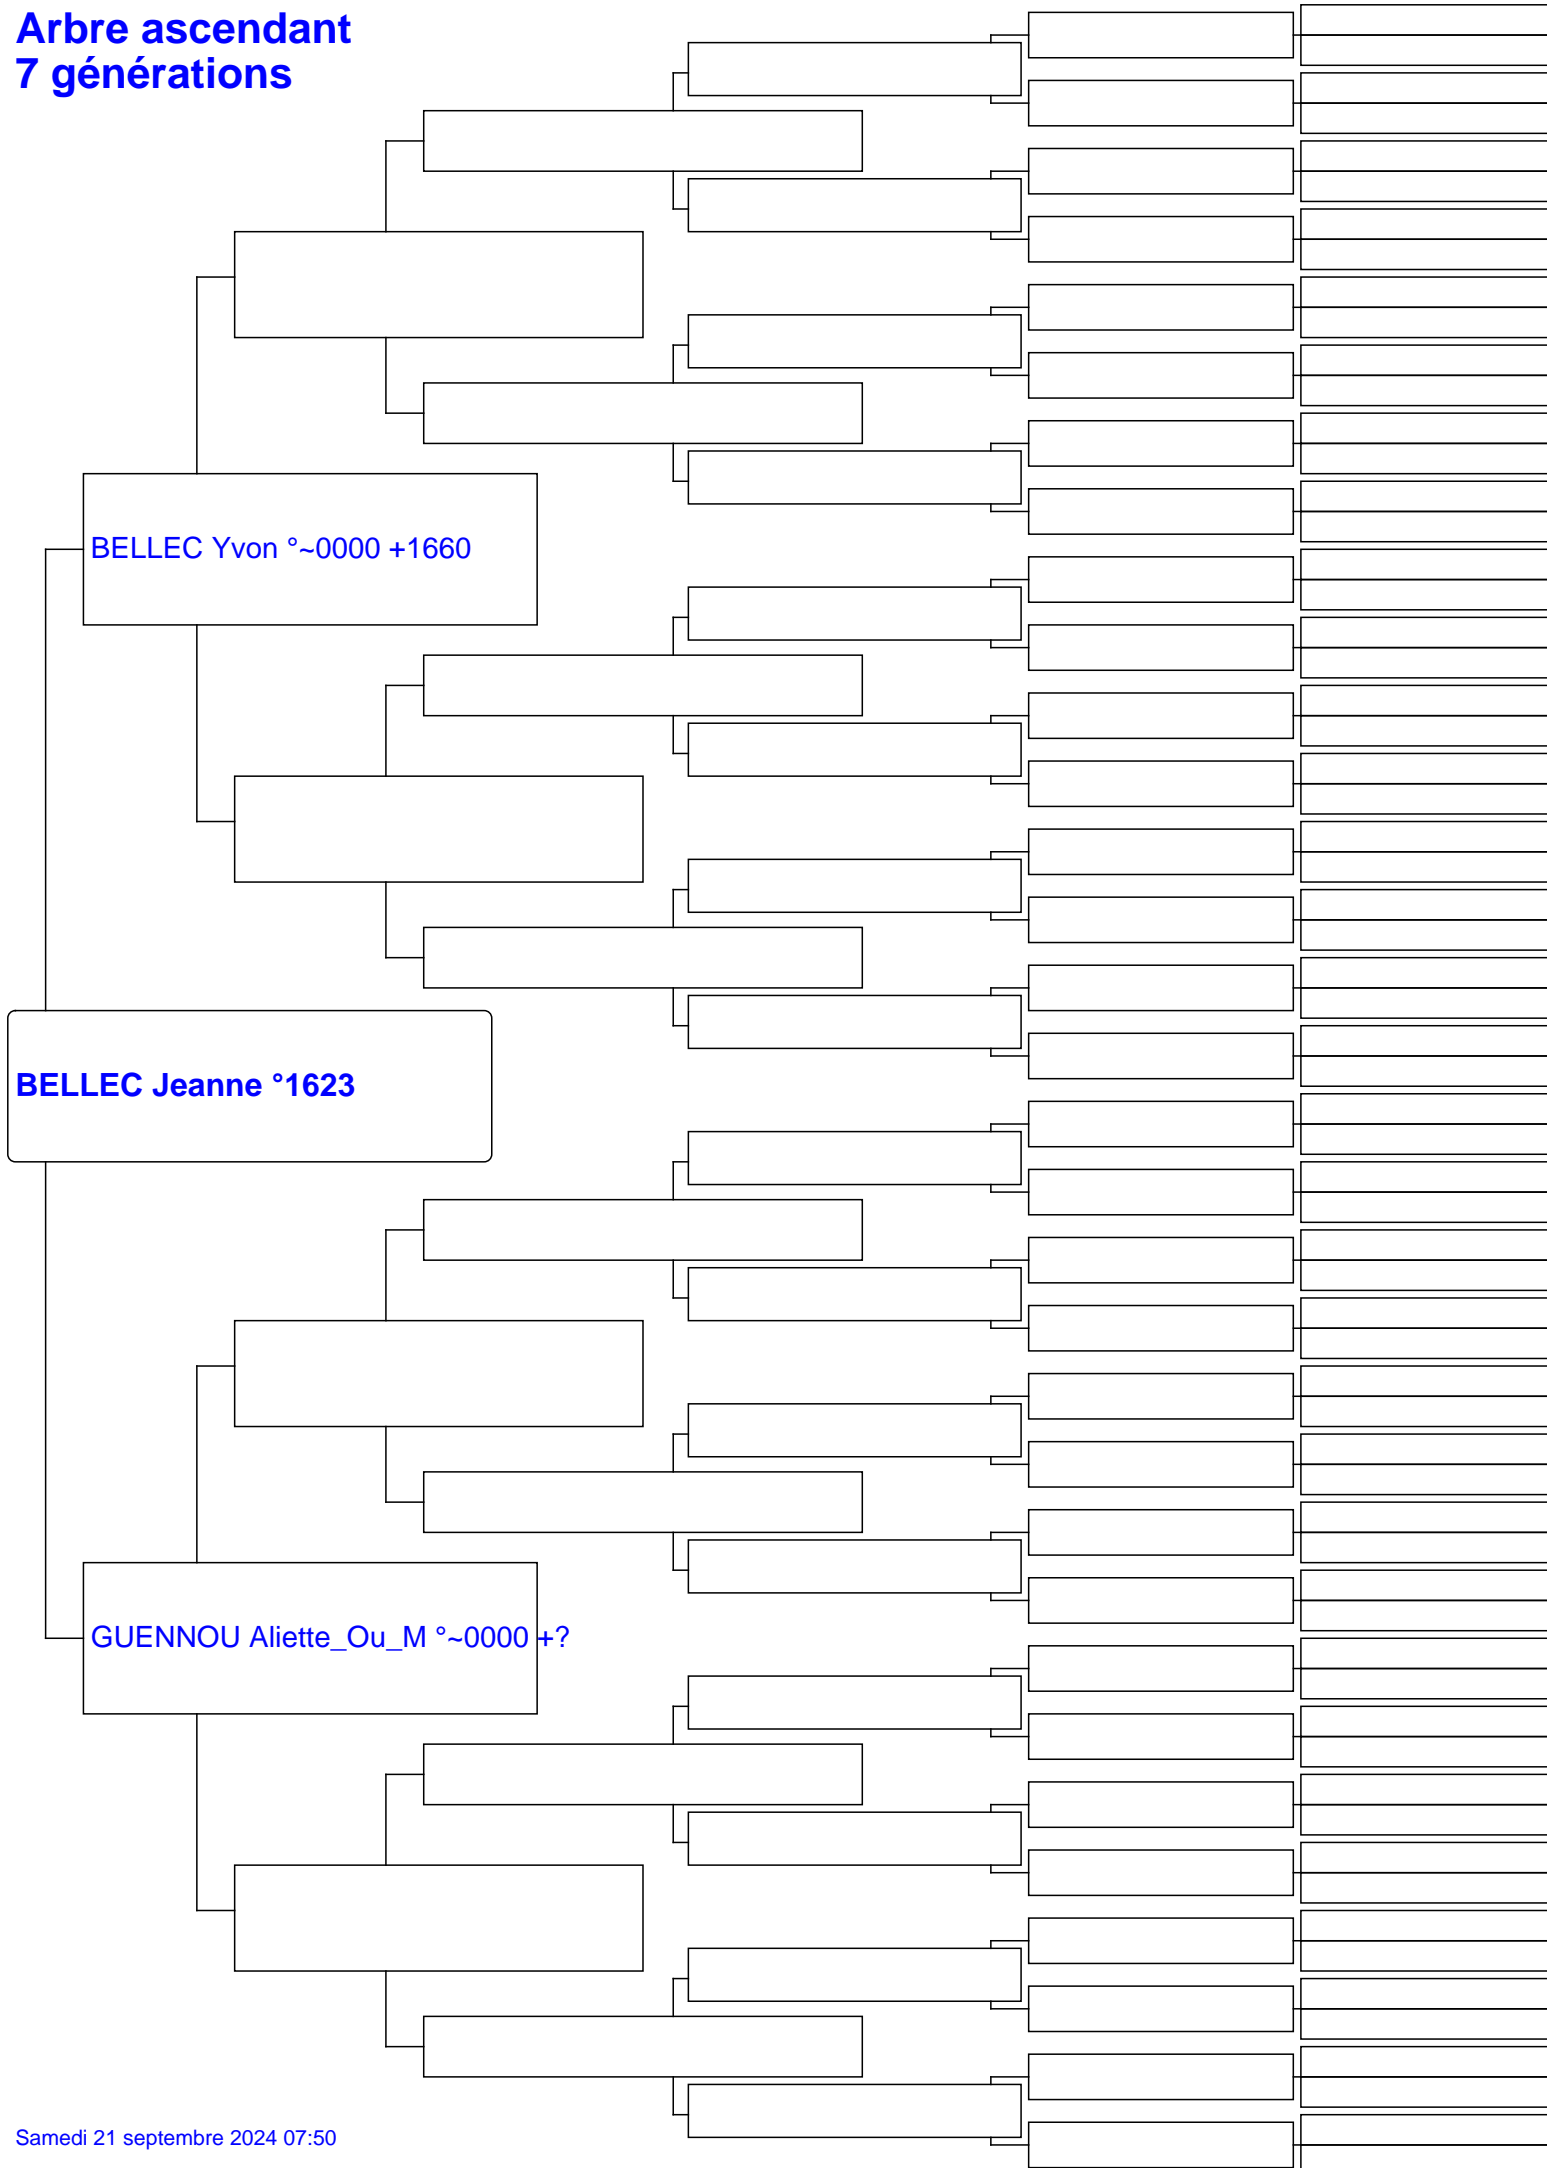 Arbre ascendant
7 générations
BELLEC Yvon °~0000 +1660
BELLEC Jeanne °1623
GUENNOU Aliette_Ou_M °~0000 +?
Samedi 21 septembre 2024 07:50